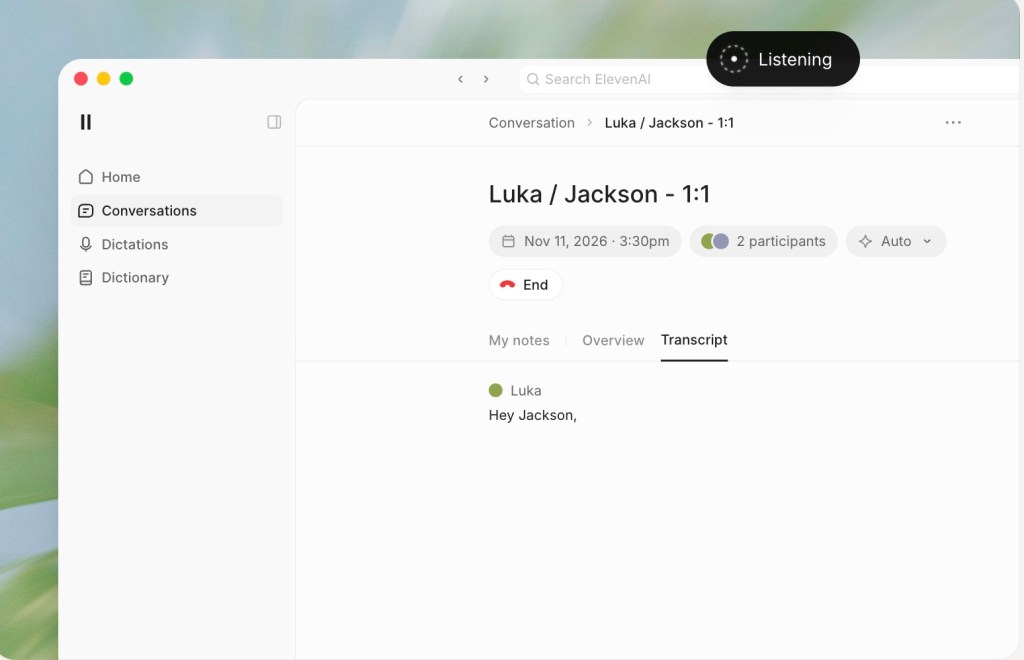 Listening
Search ElevenAI
Conversation > Luka / Jackson - 1:1
Home
Conversations
Dictations
Dictionary
Luka / Jackson - 1:1
Nov 11, 2026 · 3:30pm
2 participants
Auto
End
My notes
Overview
Transcript
Luka
Hey Jackson,